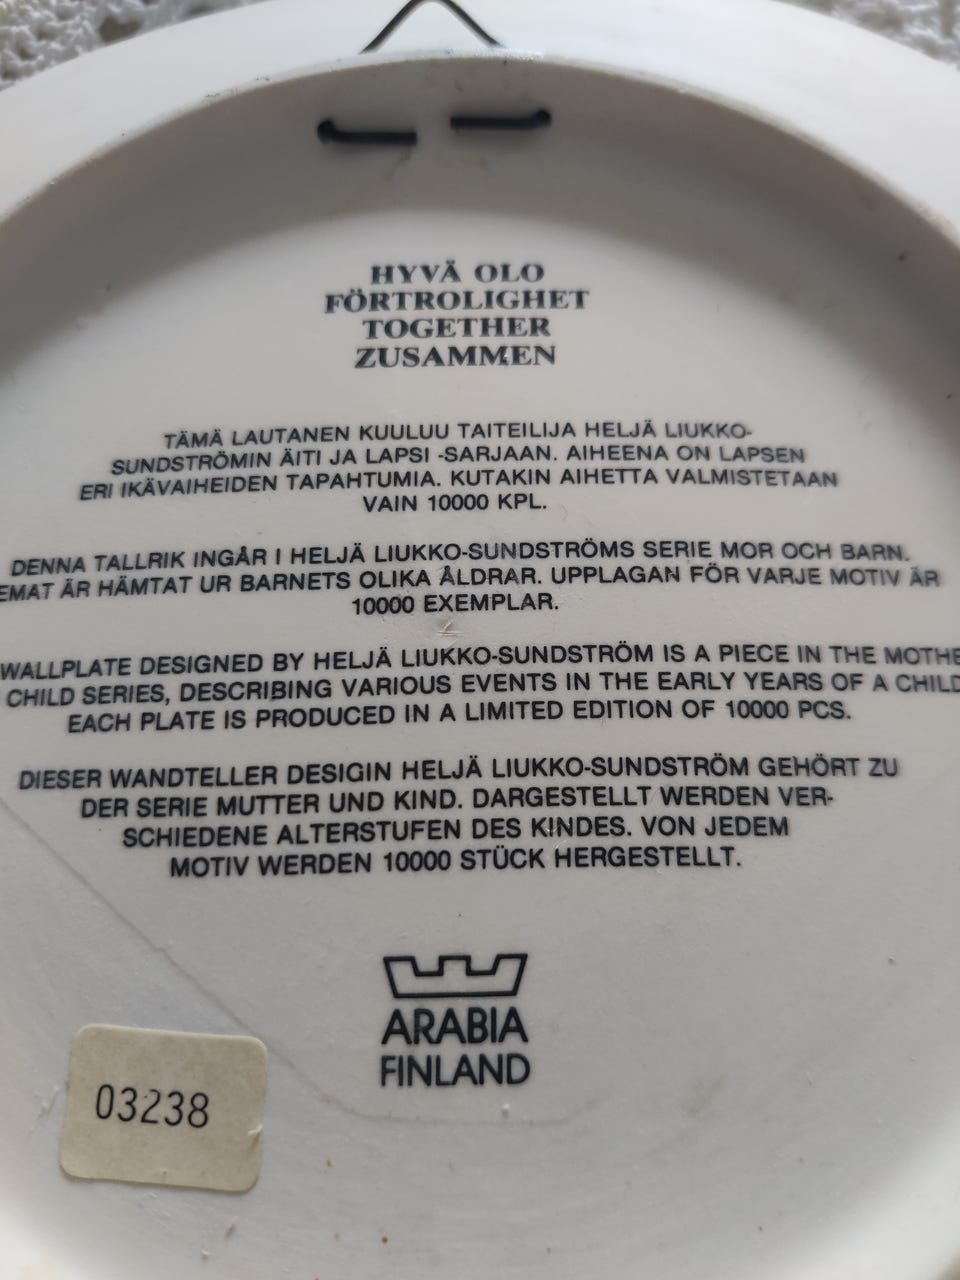 HYVÄ OLO
FÖRTROLIGHET
TOGETHER
ZUSAMMEN
TÄMÄ LAUTANEN KUULUU TAITEILIJA HELJÄ LIUKKO-
SUNDSTRÖMIN ÄITI JA LAPSI -SARJAAN. AIHEENA ON LAPSEN
ERI IKÄVAIHEIDEN TAPAHTUMIA. KUTAKIN AIHETTA VALMISTETAAN
VAIN 10000 KPL.
DENNA TALLRIK INGÅR I HELJÄ LIUKKO-SUNDSTRÖMS SERIE MOR OCH BARN.
EMAT ÄR HÄMTAT UR BARNETS OLIKA ÅLDRAR. UPPLAGAN FÖR VARJE MOTIV ÄR
10000 EXEMPLAR.
WALLPLATE DESIGNED BY HELJÄ LIUKKO-SUNDSTRÖM IS A PIECE IN THE MOTHE
CHILD SERIES, DESCRIBING VARIOUS EVENTS IN THE EARLY YEARS OF A CHILD
EACH PLATE IS PRODUCED IN A LIMITED EDITION OF 10000 PCS.
DIESER WANDTELLER DESIGIN HELJÄ LIUKKO-SUNDSTRÖM GEHÖRT ZU
DER SERIE MUTTER UND KIND. DARGESTELLT WERDEN VER-
SCHIEDENE ALTERSTUFEN DES KINDES. VON JEDEM
MOTIV WERDEN 10000 STÜCK HERGESTELLT.
ARABIA
FINLAND
03238